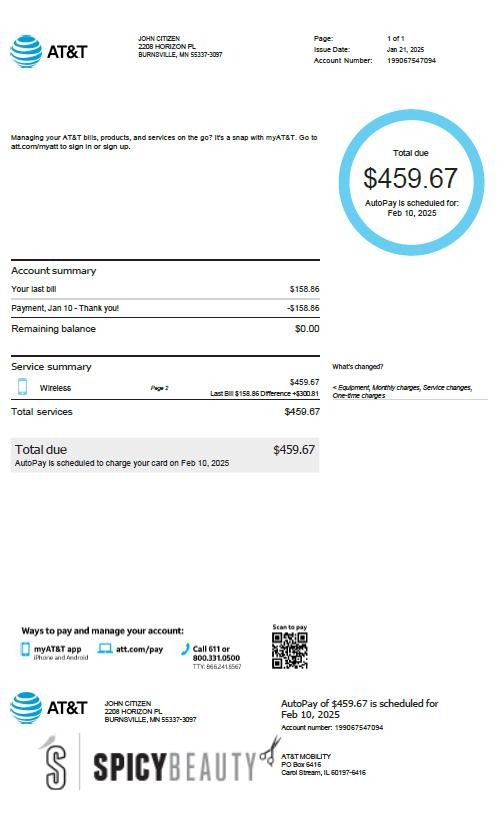 AT&T
JOHN CITIZEN
2208 HORIZON PL
BURNSVILLE, MN 55337-3097
Page: 1 of 1
Issue Date: Jan 21, 2025
Account Number: 199067547094
Managing your AT&T bills, products, and services on the go? It's a snap with myAT&T. Go to
att.com/myatt to sign in or sign up.
Total due
$459.67
AutoPay is scheduled for:
Feb 10, 2025
Account summary
Your last bill $158.86
Payment, Jan 10 - Thank you! -$158.86
Remaining balance $0.00
Service summary
Wireless Page 2 $459.67
Last Bill $158.86 Difference +$300.81
What's changed?
< Equipment, Monthly charges, Service changes,
One-time charges
Total services $459.67
Total due $459.67
AutoPay is scheduled to charge your card on Feb 10, 2025
Ways to pay and manage your account:
myAT&T app
iPhone and Android
att.com/pay
Call 611 or
800.331.0500
TTY: 866.241.6567
Scan to pay
AT&T
JOHN CITIZEN
2208 HORIZON PL
BURNSVILLE, MN 55337-3097
AutoPay of $459.67 is scheduled for
Feb 10, 2025
Account number: 199067547094
S SPICYBEAUTY
AT&T MOBILITY
PO Box 6416
Carol Stream, IL 60197-6416